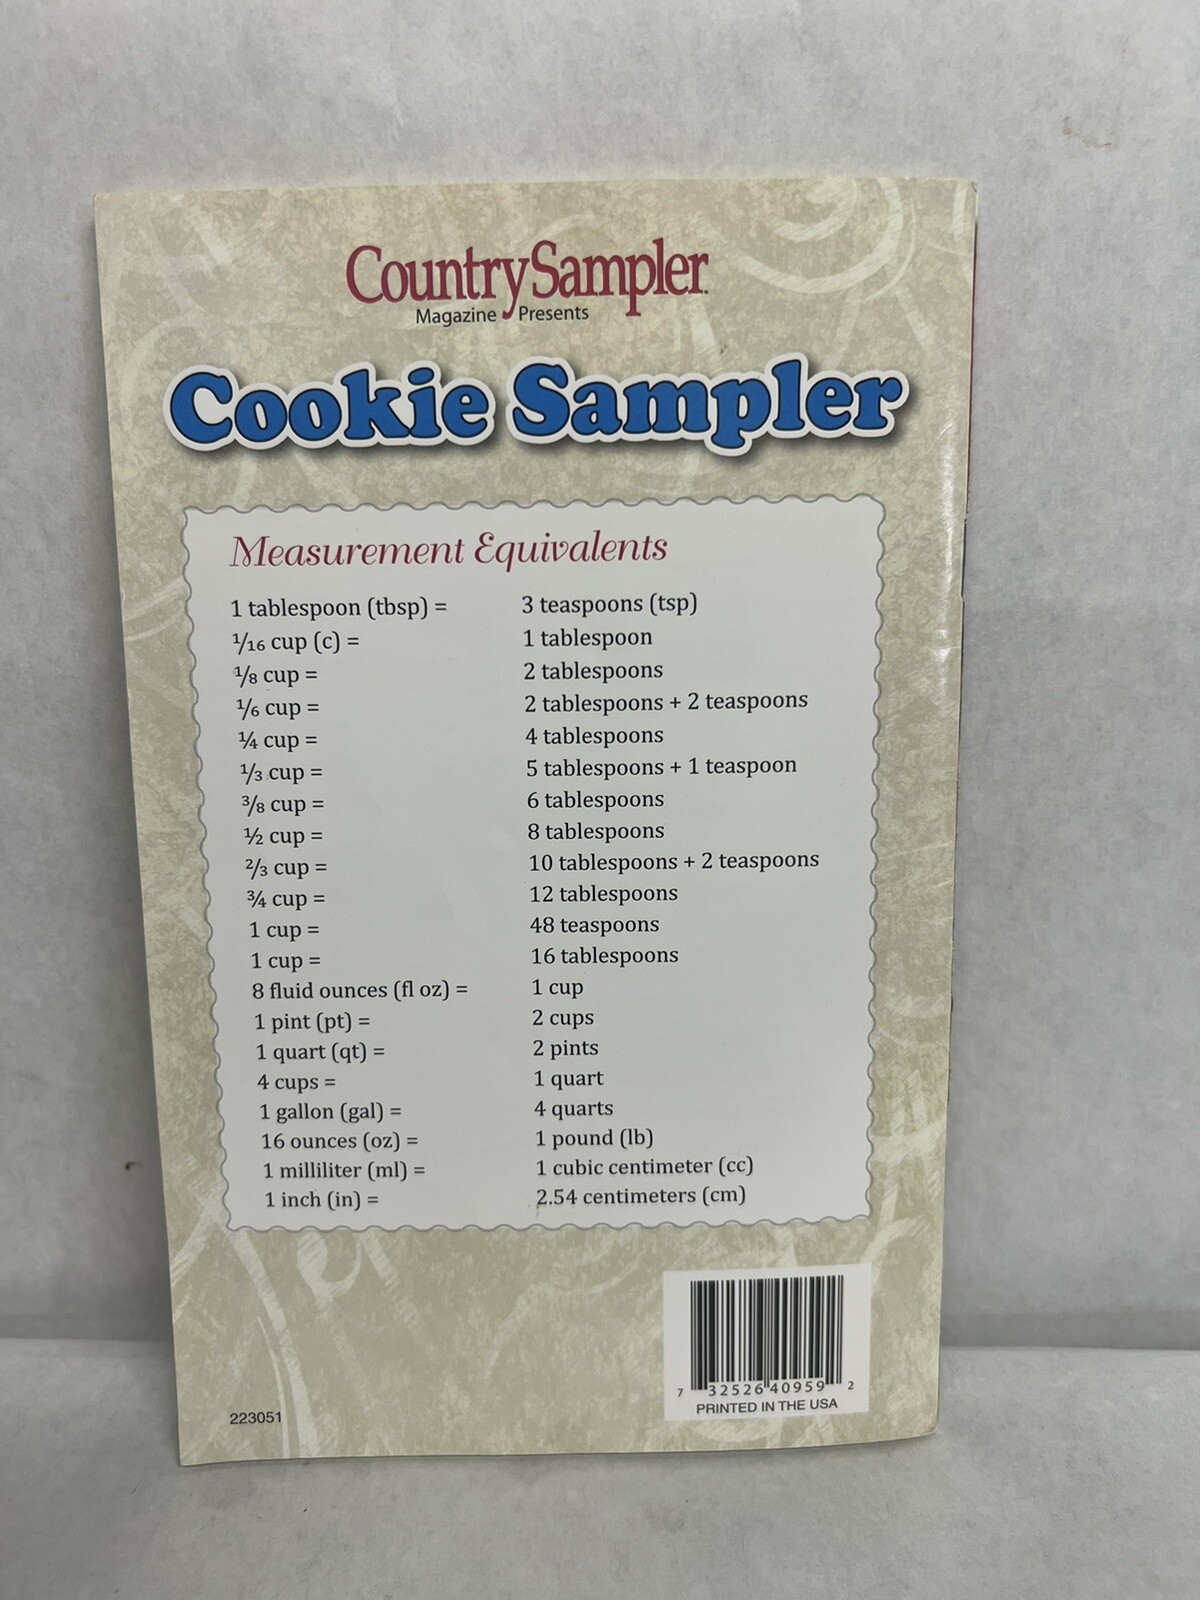 CountrySampler.
Magazine Presents
Cookie Sampler
Measurement Equivalents
1 tablespoon (tbsp) = 3 teaspoons (tsp)
1/16 cup (c) = 1 tablespoon
1/8 cup = 2 tablespoons
1/6 cup = 2 tablespoons + 2 teaspoons
1/4 cup = 4 tablespoons
1/3 cup = 5 tablespoons + 1 teaspoon
3/8 cup = 6 tablespoons
1/2 cup = 8 tablespoons
2/3 cup = 10 tablespoons + 2 teaspoons
3/4 cup = 12 tablespoons
1 cup = 48 teaspoons
1 cup = 16 tablespoons
8 fluid ounces (fl oz) = 1 cup
1 pint (pt) = 2 cups
1 quart (qt) = 2 pints
4 cups = 1 quart
1 gallon (gal) = 4 quarts
16 ounces (oz) = 1 pound (lb)
1 milliliter (ml) = 1 cubic centimeter (cc)
1 inch (in) = 2.54 centimeters (cm)
7 32526 40959 2
PRINTED IN THE USA
223051